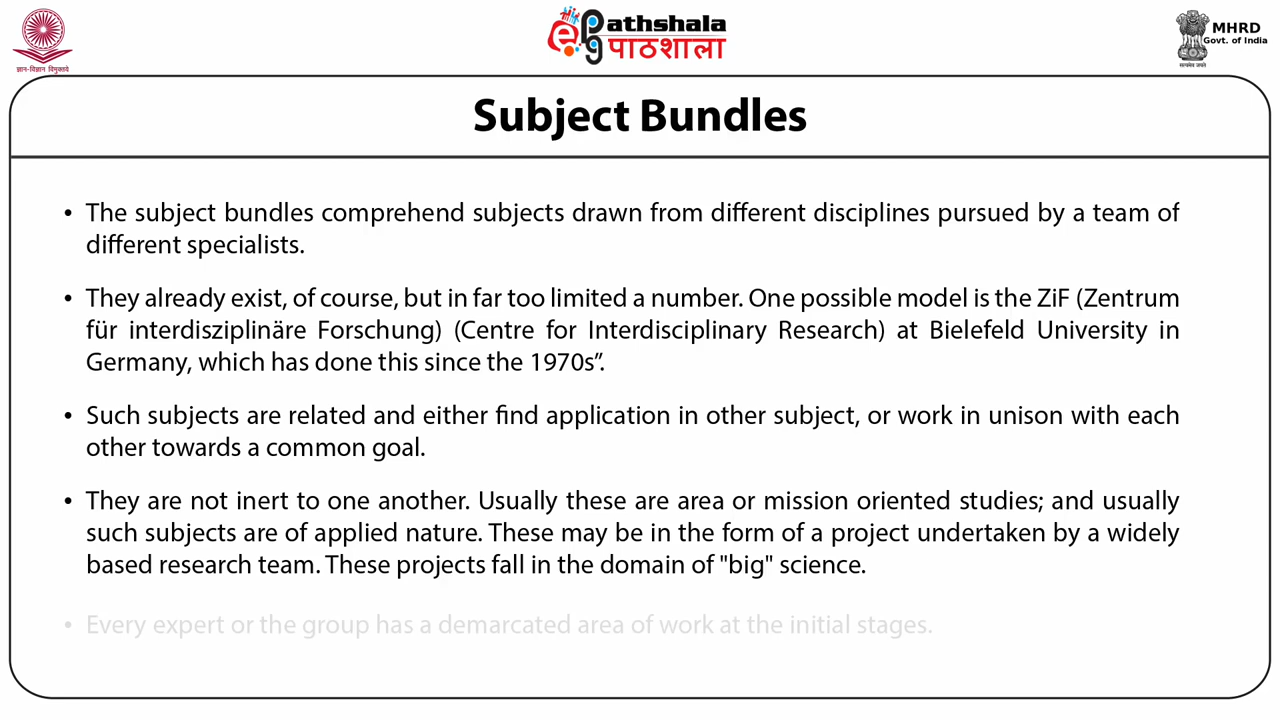 ज्ञान-विज्ञान विमुक्तये
epg
athshala
पाठशाला
MHRD
Govt. of India
सत्यमेव जयते
Subject Bundles
• The subject bundles comprehend subjects drawn from different disciplines pursued by a team of
different specialists.
• They already exist, of course, but in far too limited a number. One possible model is the ZiF (Zentrum
für interdisziplinäre Forschung) (Centre for Interdisciplinary Research) at Bielefeld University in
Germany, which has done this since the 1970s”.
• Such subjects are related and either find application in other subject, or work in unison with each
other towards a common goal.
• They are not inert to one another. Usually these are area or mission oriented studies; and usually
such subjects are of applied nature. These may be in the form of a project undertaken by a widely
based research team. These projects fall in the domain of "big" science.
• Every expert or the group has a demarcated area of work at the initial stages.